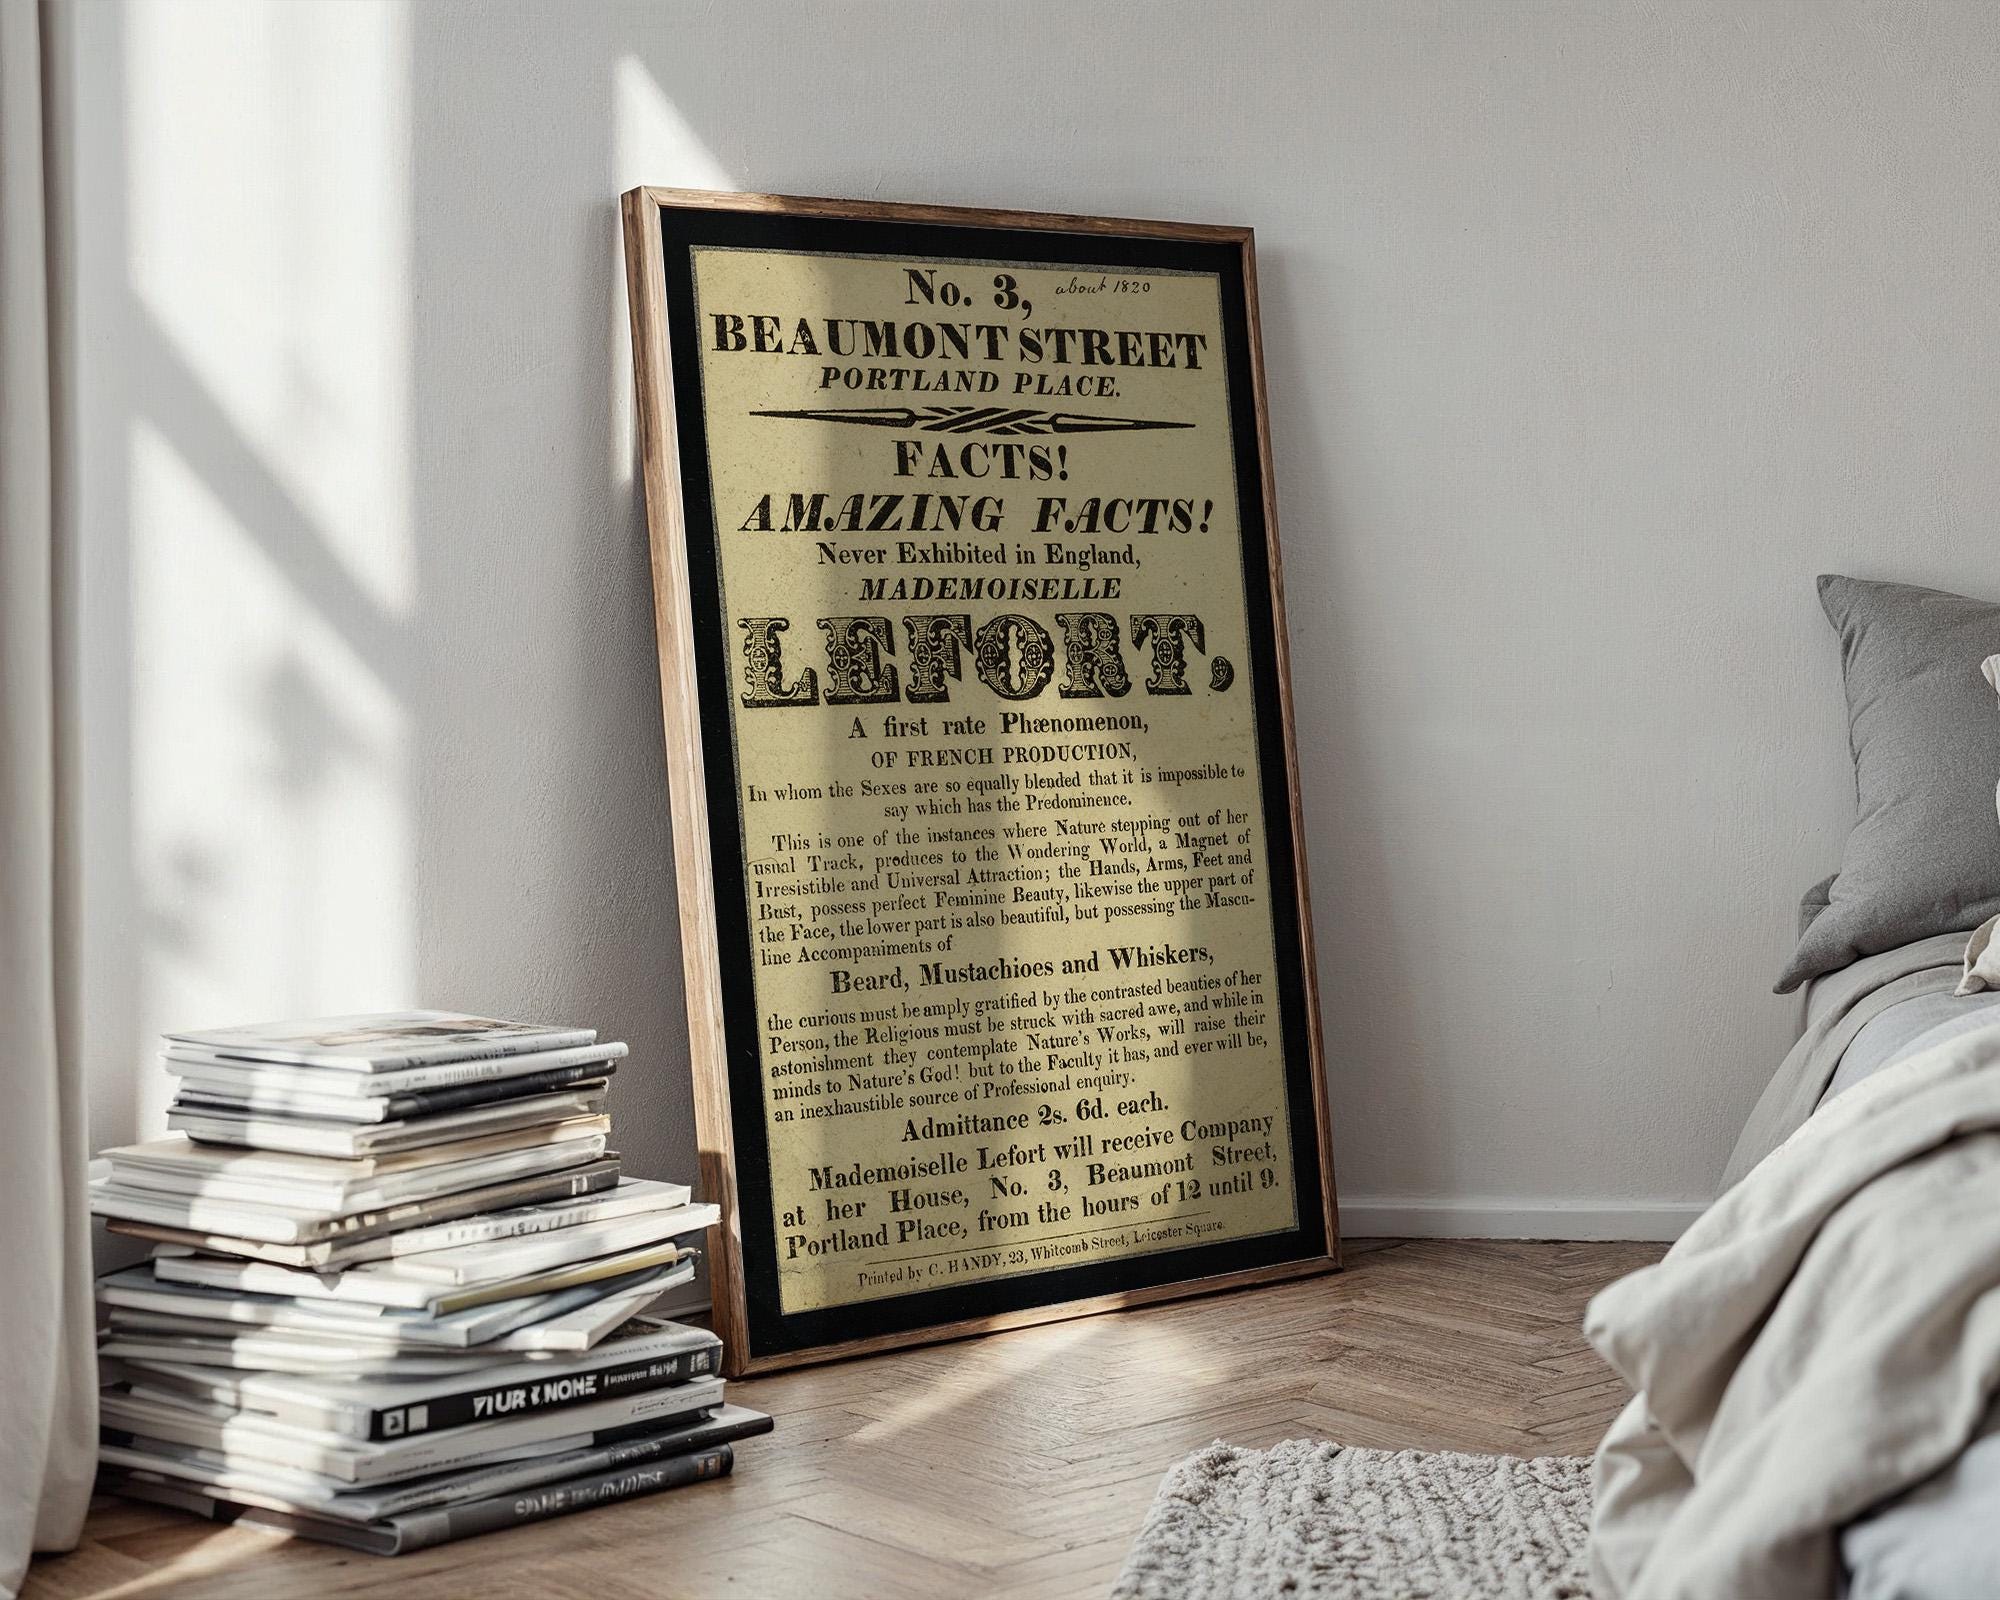 No. 3, about 1820
BEAUMONT STREET
PORTLAND PLACE.
FACTS!
AMAZING FACTS!
Never Exhibited in England,
MADEMOISELLE
LEFORT,
A first rate Phænomenon,
OF FRENCH PRODUCTION,
In whom the Sexes are so equally blended that it is impossible to
say which has the Predominence.
This is one of the instances where Nature stepping out of her
usual Track, produces to the Wondering World, a Magnet of
Irresistible and Universal Attraction; the Hands, Arms, Feet and
Bust, possess perfect Feminine Beauty, likewise the upper part of
the Face, the lower part is also beautiful, but possessing the Mascu-
line Accompaniments of
Beard, Mustachioes and Whiskers,
the curious must be amply gratified by the contrasted beauties of her
Person, the Religious must be struck with sacred awe, and while in
astonishment they contemplate Nature's Works, will raise their
minds to Nature's God! but to the Faculty it has, and ever will be,
an inexhaustible source of Professional enquiry.
Admittance 2s. 6d. each.
Mademoiselle Lefort will receive Company
at her House, No. 3, Beaumont Street,
Portland Place, from the hours of 12 until 9.
Printed by C. HANDY, 23, Whitcomb Street, Leicester Square.